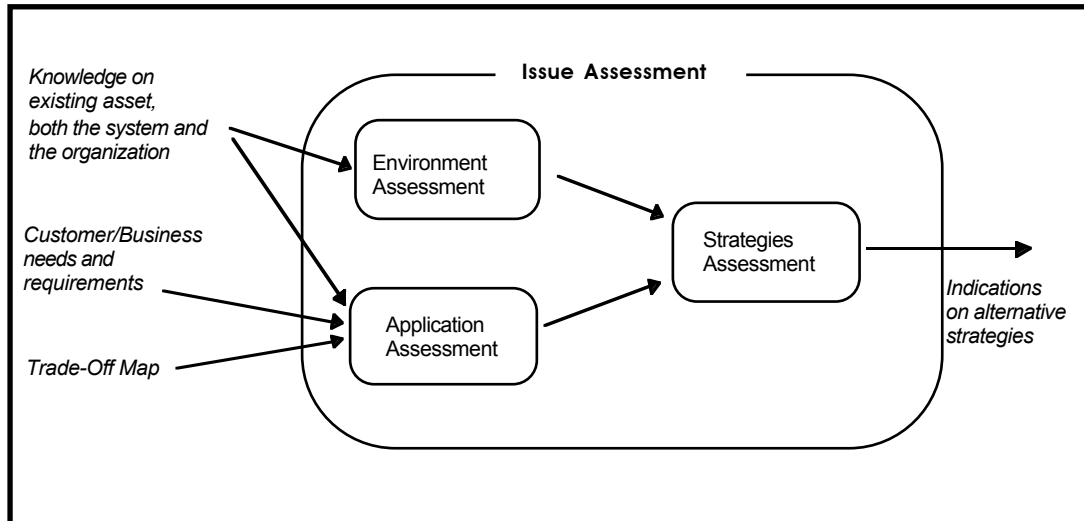 Issue Assessment
Knowledge on
existing asset,
both the system and
the organization
Environment
Assessment
Customer/Business
needs and
requirements
Strategies
Assessment
Indications
on alternative
strategies
Application
Assessment
Trade-Off Map